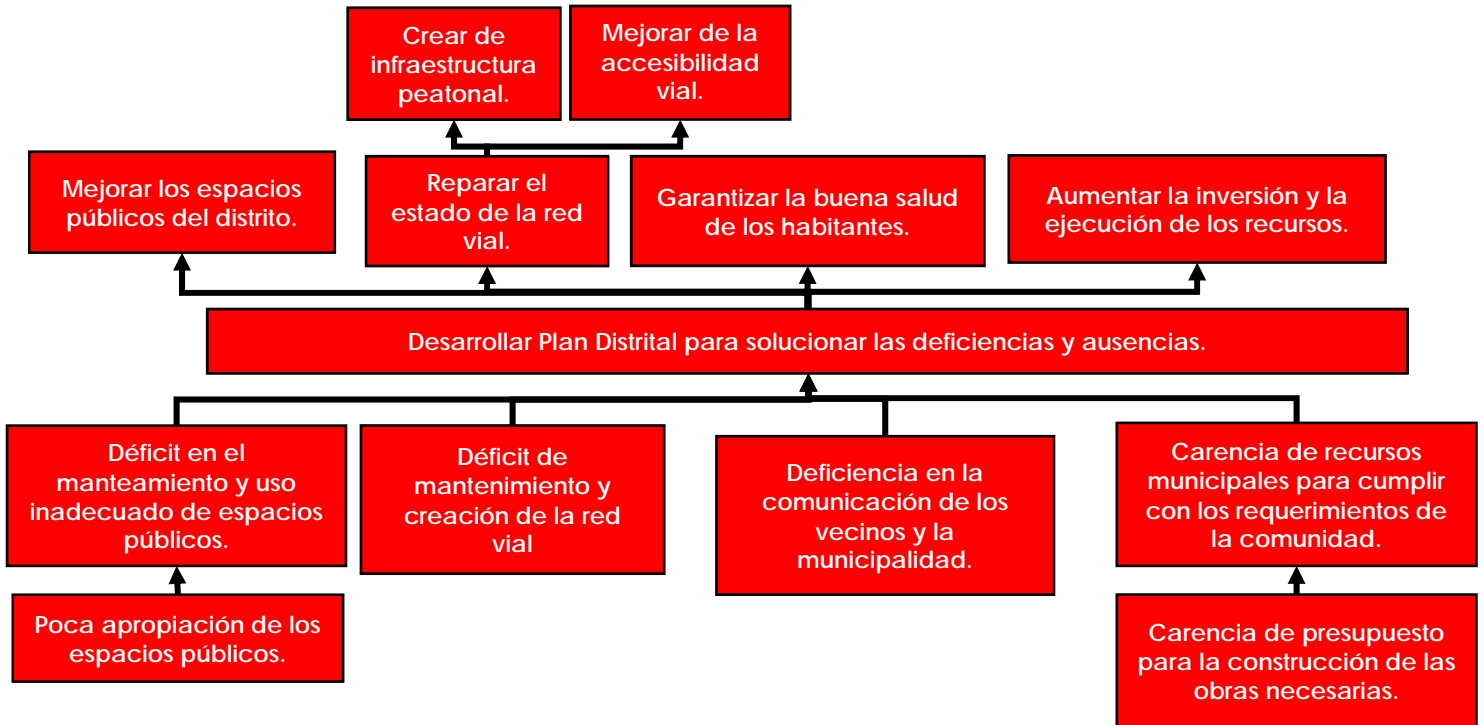 Crear de
infraestructura
peatonal.
Mejorar de la
accesibilidad
vial.
Mejorar los espacios
públicos del distrito.
Reparar el
estado de la red
vial.
Garantizar la buena salud
de los habitantes.
Aumentar la inversión y la
ejecución de los recursos.
Desarrollar Plan Distrital para solucionar las deficiencias y ausencias.
Déficit en el
manteamiento y uso
inadecuado de espacios
públicos.
Déficit de
mantenimiento y
creación de la red
vial
Deficiencia en la
comunicación de los
vecinos y la
municipalidad.
Carencia de recursos
municipales para cumplir
con los requerimientos de
la comunidad.
Poca apropiación de los
espacios públicos.
Carencia de presupuesto
para la construcción de las
obras necesarias.